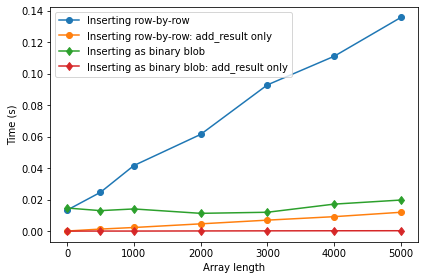 Inserting row-by-row
Inserting row-by-row: add_result only
Inserting as binary blob
Inserting as binary blob: add_result only
Time (s)
0.14
0.12
0.10
0.08
0.06
0.04
0.02
0.00
0 1000 2000 3000 4000 5000
Array length